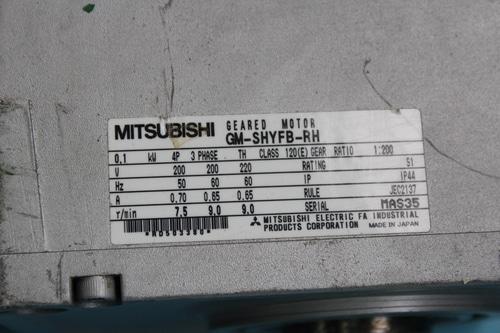 MITSUBISHI GEARED MOTOR
GM-SHYFB-RH
0.1 kW 4P 3 PHASE TH CLASS 120(E) GEAR RATIO 1:200
V 200 200 220 RATING S1
Hz 50 60 60 IP IP44
A 0.70 0.65 0.65 RULE JEC2137
r/min 7.5 9.0 9.0 SERIAL MAS35
MITSUBISHI ELECTRIC FA INDUSTRIAL
PRODUCTS CORPORATION MADE IN JAPAN